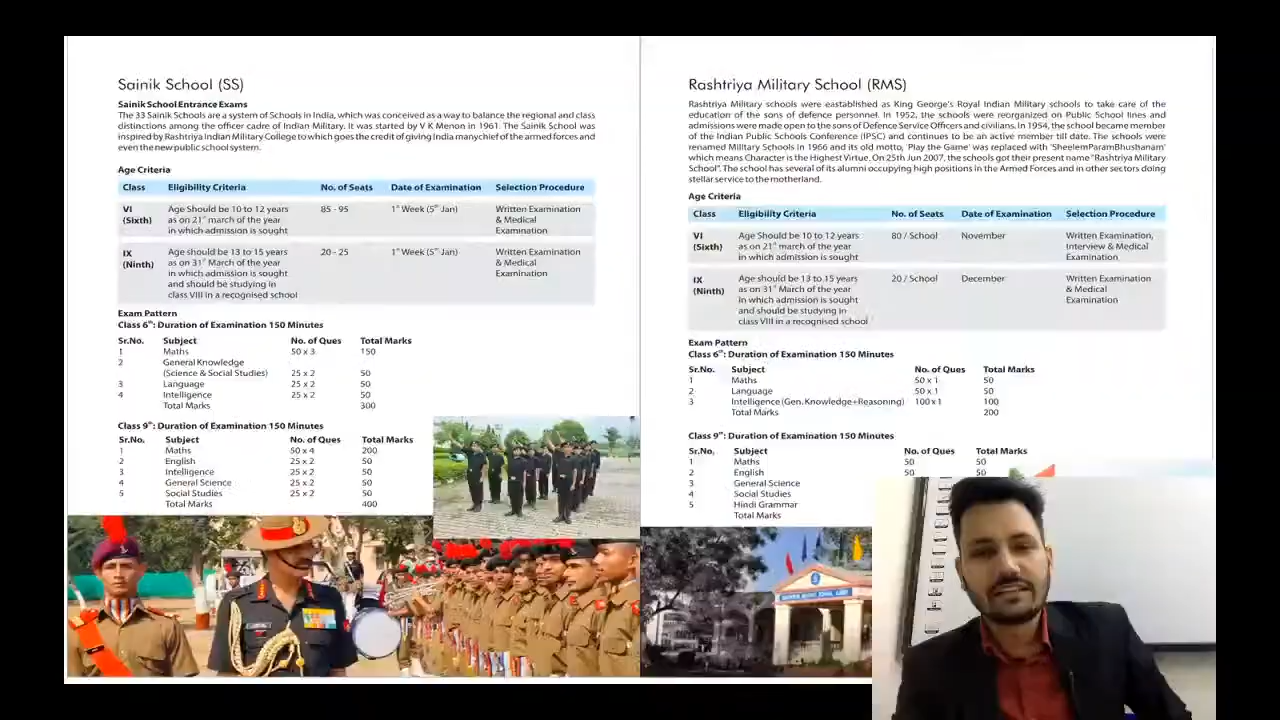 Sainik School (SS)
Sainik School Entrance Exams
The 33 Sainik Schools are a system of Schools in India, which was conceived as a way to balance the regional and class
distinctions among the officer cadre of Indian Military. It was started by V K Menon in 1961. The Sainik School was
inspired by Rashtriya Indian Military College to which goes the credit of giving India many chief of the armed forces and
even the new public school system.
Age Criteria
Class Eligibility Criteria No. of Seats Date of Examination Selection Procedure
VI Age Should be 10 to 12 years 85 - 95 1st Week (5th Jan) Written Examination
(Sixth) as on 21st march of the year & Medical
in which admission is sought Examination
IX Age should be 13 to 15 years 20 - 25 1st Week (5th Jan) Written Examination
(Ninth) as on 31st March of the year & Medical
in which admission is sought Examination
and should be studying in
class VIII in a recognised school
Exam Pattern
Class 6th: Duration of Examination 150 Minutes
Sr.No. Subject No. of Ques Total Marks
1 Maths 50 x 3 150
2 General Knowledge
(Science & Social Studies) 25 x 2 50
3 Language 25 x 2 50
4 Intelligence 25 x 2 50
Total Marks 300
Class 9th: Duration of Examination 150 Minutes
Sr.No. Subject No. of Ques Total Marks
1 Maths 50 x 4 200
2 English 25 x 2 50
3 Intelligence 25 x 2 50
4 General Science 25 x 2 50
5 Social Studies 25 x 2 50
Total Marks 400
Rashtriya Military School (RMS)
Rashtriya Military schools were eastablished as King George's Royal Indian Military schools to take care of the
education of the sons of defence personnel. In 1952, the schools were reorganized on Public School lines and
admissions were made open to the sons of Defence Service Officers and civilians. In 1954, the school became member
of the Indian Public Schools Conference (IPSC) and continues to be an active member till date. The schools were
renamed Military Schools in 1966 and its old motto, 'Play the Game' was replaced with 'SheelemParamBhushanam'
which means Character is the Highest Virtue. On 25th Jun 2007, the schools got their present name "Rashtriya Military
School". The school has several of its alumni occupying high positions in the Armed Forces and in other sectors doing
stellar service to the motherland.
Age Criteria
Class Eligibility Criteria No. of Seats Date of Examination Selection Procedure
VI Age Should be 10 to 12 years 80 / School November Written Examination,
(Sixth) as on 21st march of the year Interview & Medical
in which admission is sought Examination
IX Age should be 13 to 15 years 20 / School December Written Examination
(Ninth) as on 31st March of the year & Medical
in which admission is sought Examination
and should be studying in
class VIII in a recognised school
Exam Pattern
Class 6th: Duration of Examination 150 Minutes
Sr.No. Subject No. of Ques Total Marks
1 Maths 50 x 1 50
2 Language 50 x 1 50
3 Intelligence (Gen. Knowledge+Reasoning) 100 x 1 100
Total Marks 200
Class 9th: Duration of Examination 150 Minutes
Sr.No. Subject No. of Ques Total Marks
1 Maths 50 50
2 English 50 50
3 General Science
4 Social Studies
5 Hindi Grammar
Total Marks